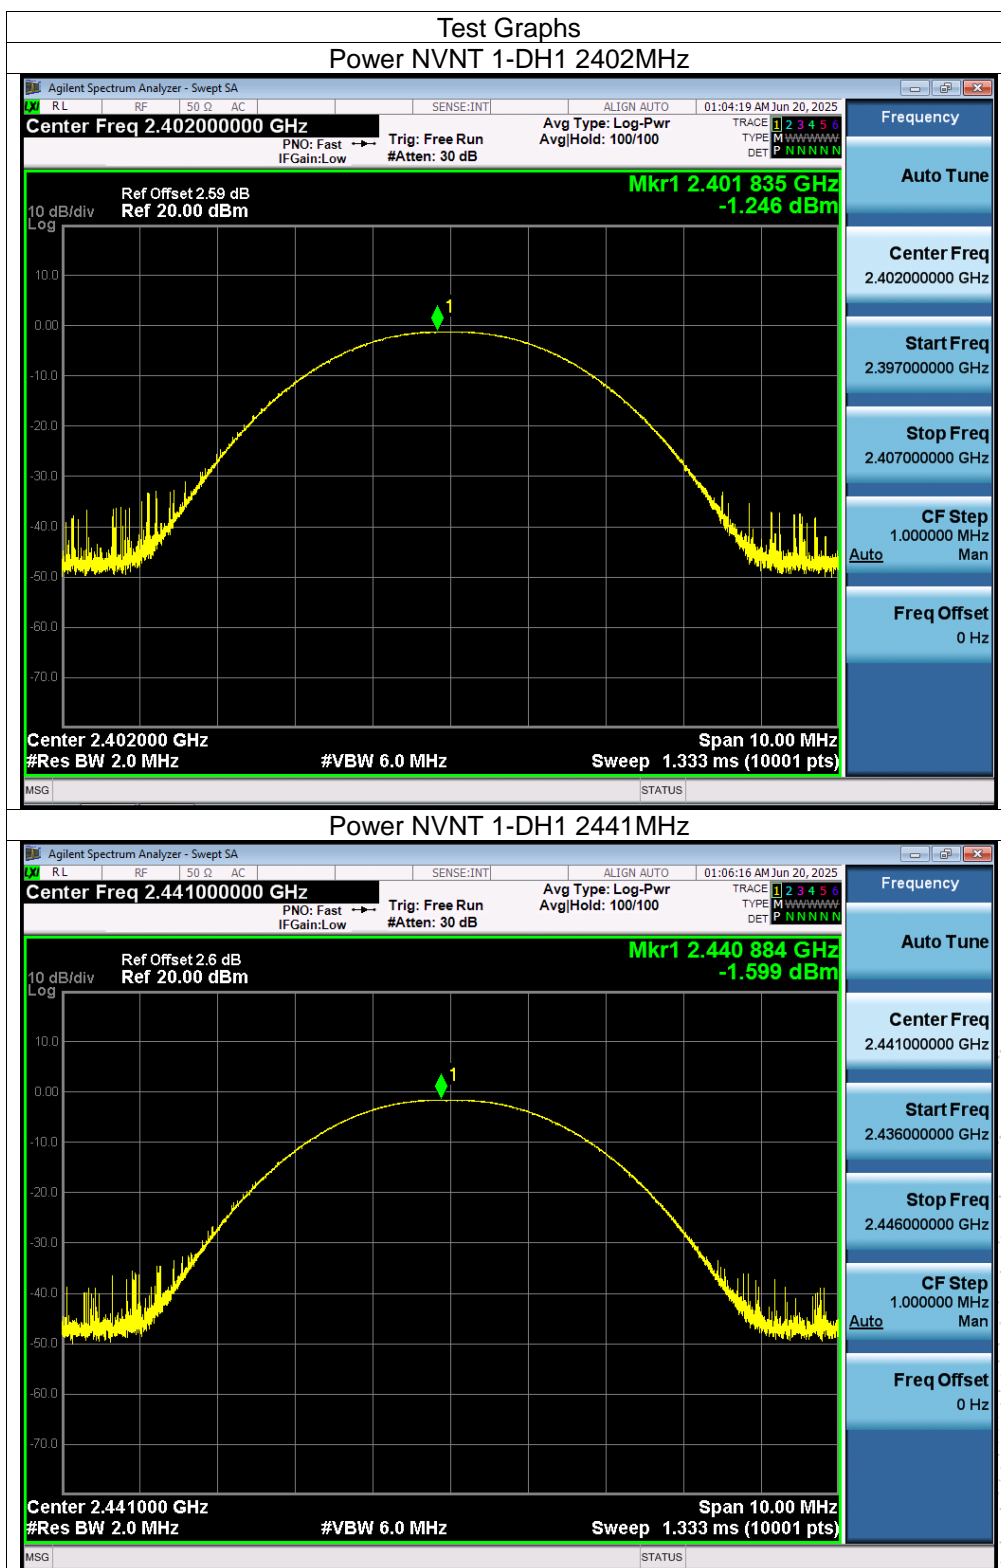 Test Graphs
Power NVNT 1-DH1 2402MHz
Agilent Spectrum Analyzer - Swept SA
LXI RL RF 50 Ω AC SENSE:INT ALIGN AUTO 01:04:19 AM Jun 20, 2025
Center Freq 2.402000000 GHz
PNO: Fast
IFGain:Low
Trig: Free Run
#Atten: 30 dB
Avg Type: Log-Pwr
Avg|Hold: 100/100
TRACE 1 2 3 4 5 6
TYPE M WWWWW
DET P N N N N N
Frequency
Auto Tune
Center Freq
2.402000000 GHz
Start Freq
2.397000000 GHz
Stop Freq
2.407000000 GHz
CF Step
1.000000 MHz
Auto Man
Freq Offset
0 Hz
Mkr1 2.401 835 GHz
-1.246 dBm
Ref Offset 2.59 dB
10 dB/div Ref 20.00 dBm
Log
10.0
1
0.00
-10.0
-20.0
-30.0
-40.0
-50.0
-60.0
-70.0
Center 2.402000 GHz Span 10.00 MHz
#Res BW 2.0 MHz #VBW 6.0 MHz Sweep 1.333 ms (10001 pts)
MSG STATUS
Power NVNT 1-DH1 2441MHz
Agilent Spectrum Analyzer - Swept SA
LXI RL RF 50 Ω AC SENSE:INT ALIGN AUTO 01:06:16 AM Jun 20, 2025
Center Freq 2.441000000 GHz
PNO: Fast
IFGain:Low
Trig: Free Run
#Atten: 30 dB
Avg Type: Log-Pwr
Avg|Hold: 100/100
TRACE 1 2 3 4 5 6
TYPE M WWWWW
DET P N N N N N
Frequency
Auto Tune
Center Freq
2.441000000 GHz
Start Freq
2.436000000 GHz
Stop Freq
2.446000000 GHz
CF Step
1.000000 MHz
Auto Man
Freq Offset
0 Hz
Mkr1 2.440 884 GHz
-1.599 dBm
Ref Offset 2.6 dB
10 dB/div Ref 20.00 dBm
Log
10.0
1
0.00
-10.0
-20.0
-30.0
-40.0
-50.0
-60.0
-70.0
Center 2.441000 GHz Span 10.00 MHz
#Res BW 2.0 MHz #VBW 6.0 MHz Sweep 1.333 ms (10001 pts)
MSG STATUS